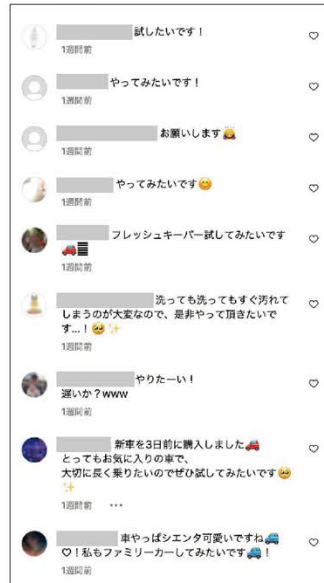 試したいです！
1週間前
やってみたいです！
1週間前
お願いします🙇
1週間前
やってみたいです😊
1週間前
フレッシュキーパー試してみたいです
🚗≣
1週間前
洗っても洗ってもすぐ汚れて
しまうのが大変なので、是非やって頂きたいで
す...！🥹✨
1週間前
やりたーい！
遅いか？www
1週間前
新車を3日前に購入しました🚗
とってもお気に入りの車で、
大切に長く乗りたいのでぜひ試してみたいです🥹
✨
1週間前 •••
車やっぱシエンタ可愛いですね🚙
♡！私もファミリーカーしてみたいです🚙！
1週間前